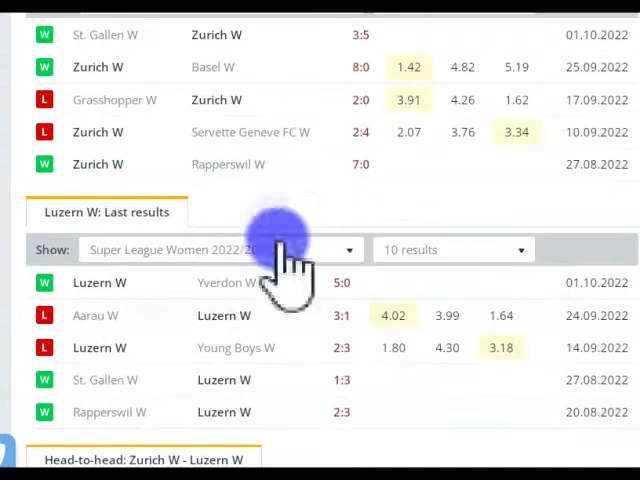 W St. Gallen W Zurich W 3:5 01.10.2022
W Zurich W Basel W 8:0 1.42 4.82 5.19 25.09.2022
L Grasshopper W Zurich W 2:0 3.91 4.26 1.62 17.09.2022
L Zurich W Servette Geneve FC W 2:4 2.07 3.76 3.34 10.09.2022
W Zurich W Rapperswil W 7:0 27.08.2022
Luzern W: Last results
Show: Super League Women 2022/20 10 results
W Luzern W Yverdon W 5:0 01.10.2022
L Aarau W Luzern W 3:1 4.02 3.99 1.64 24.09.2022
L Luzern W Young Boys W 2:3 1.80 4.30 3.18 14.09.2022
W St. Gallen W Luzern W 1:3 27.08.2022
W Rapperswil W Luzern W 2:3 20.08.2022
Head-to-head: Zurich W - Luzern W